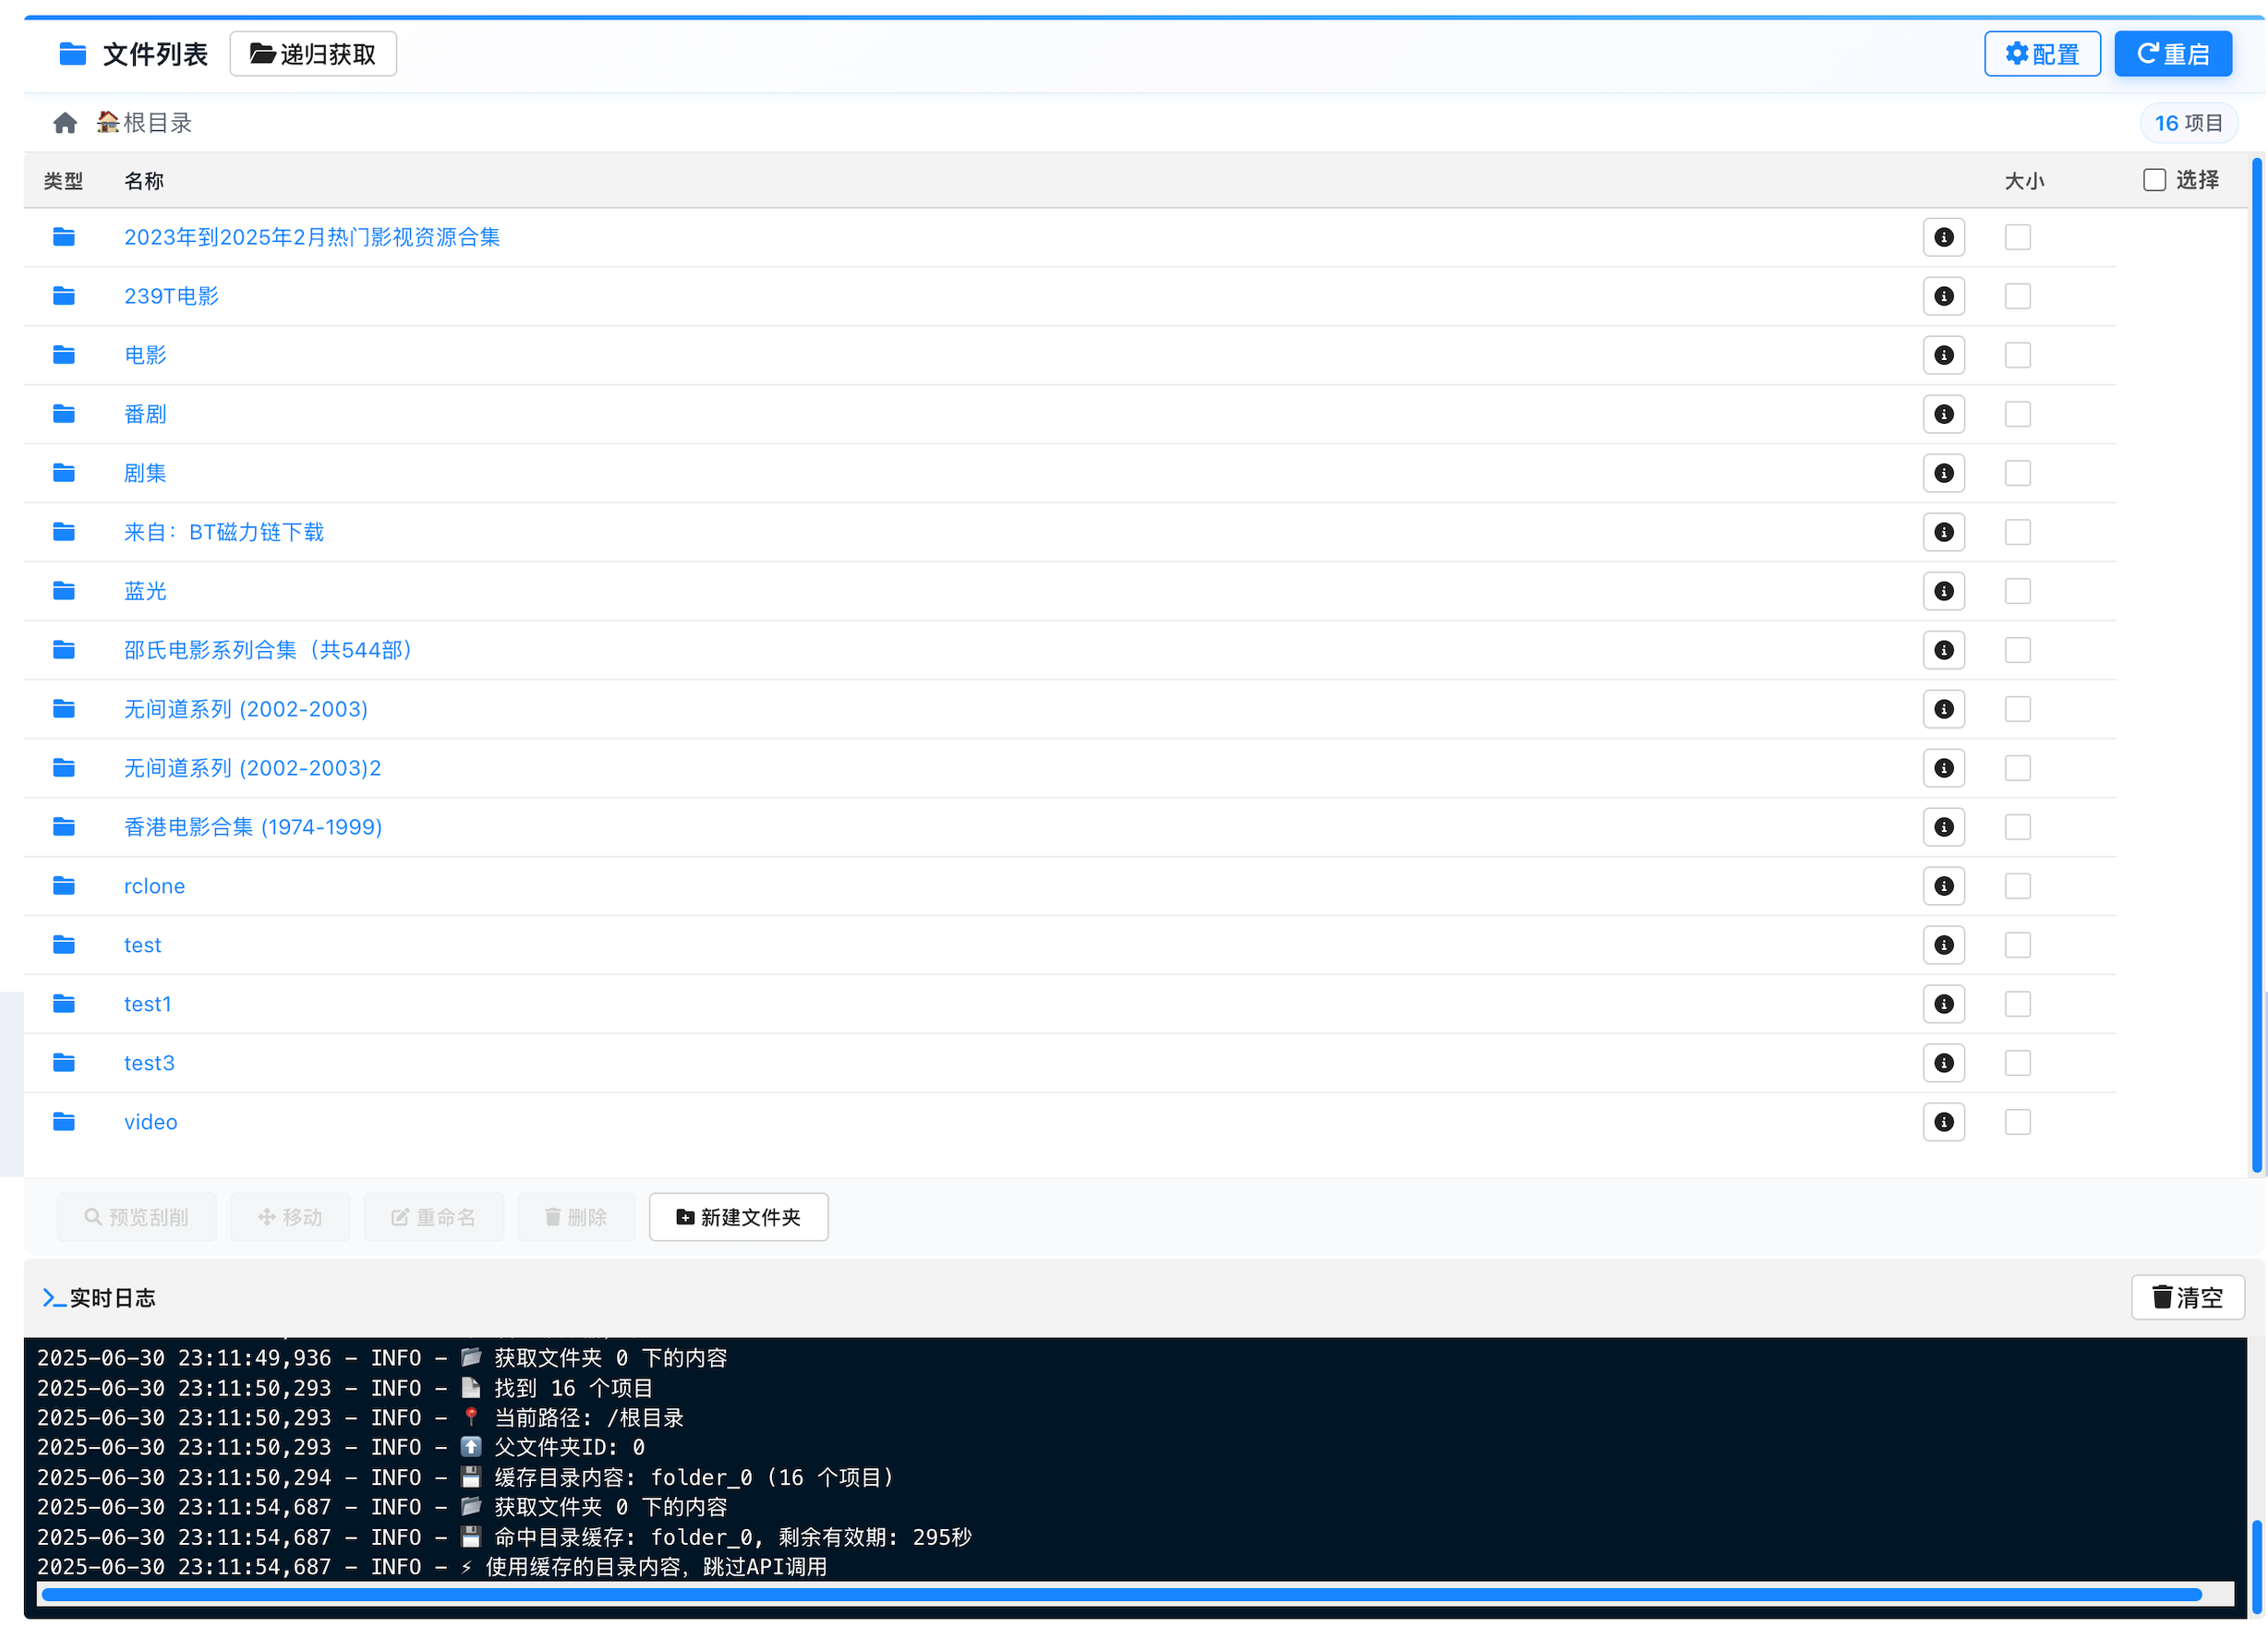 文件列表 递归获取 配置 重启
根目录 16 项目
类型 名称 大小 选择
2023年到2025年2月热门影视资源合集
239T电影
电影
番剧
剧集
来自：BT磁力链下载
蓝光
邵氏电影系列合集（共544部）
无间道系列 (2002-2003)
无间道系列 (2002-2003)2
香港电影合集 (1974-1999)
rclone
test
test1
test3
video
预览刮削 移动 重命名 删除 新建文件夹
实时日志 清空
2025-06-30 23:11:49,936 - INFO - 📂 获取文件夹 0 下的内容
2025-06-30 23:11:50,293 - INFO - 📄 找到 16 个项目
2025-06-30 23:11:50,293 - INFO - 📍 当前路径: /根目录
2025-06-30 23:11:50,293 - INFO - ⬆️ 父文件夹ID: 0
2025-06-30 23:11:50,294 - INFO - 💾 缓存目录内容: folder_0 (16 个项目)
2025-06-30 23:11:54,687 - INFO - 📂 获取文件夹 0 下的内容
2025-06-30 23:11:54,687 - INFO - 💾 命中目录缓存: folder_0, 剩余有效期: 295秒
2025-06-30 23:11:54,687 - INFO - ⚡ 使用缓存的目录内容，跳过API调用